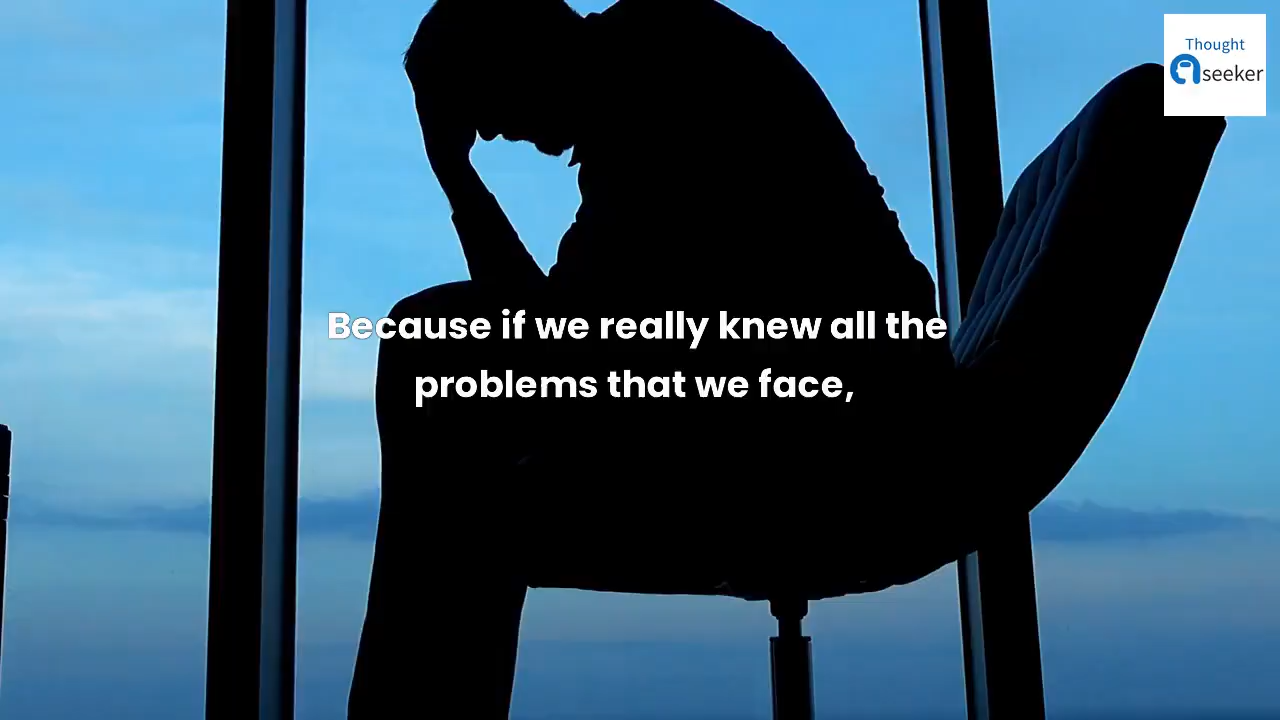 Thought
seeker
Because if we really knew all the
problems that we face,